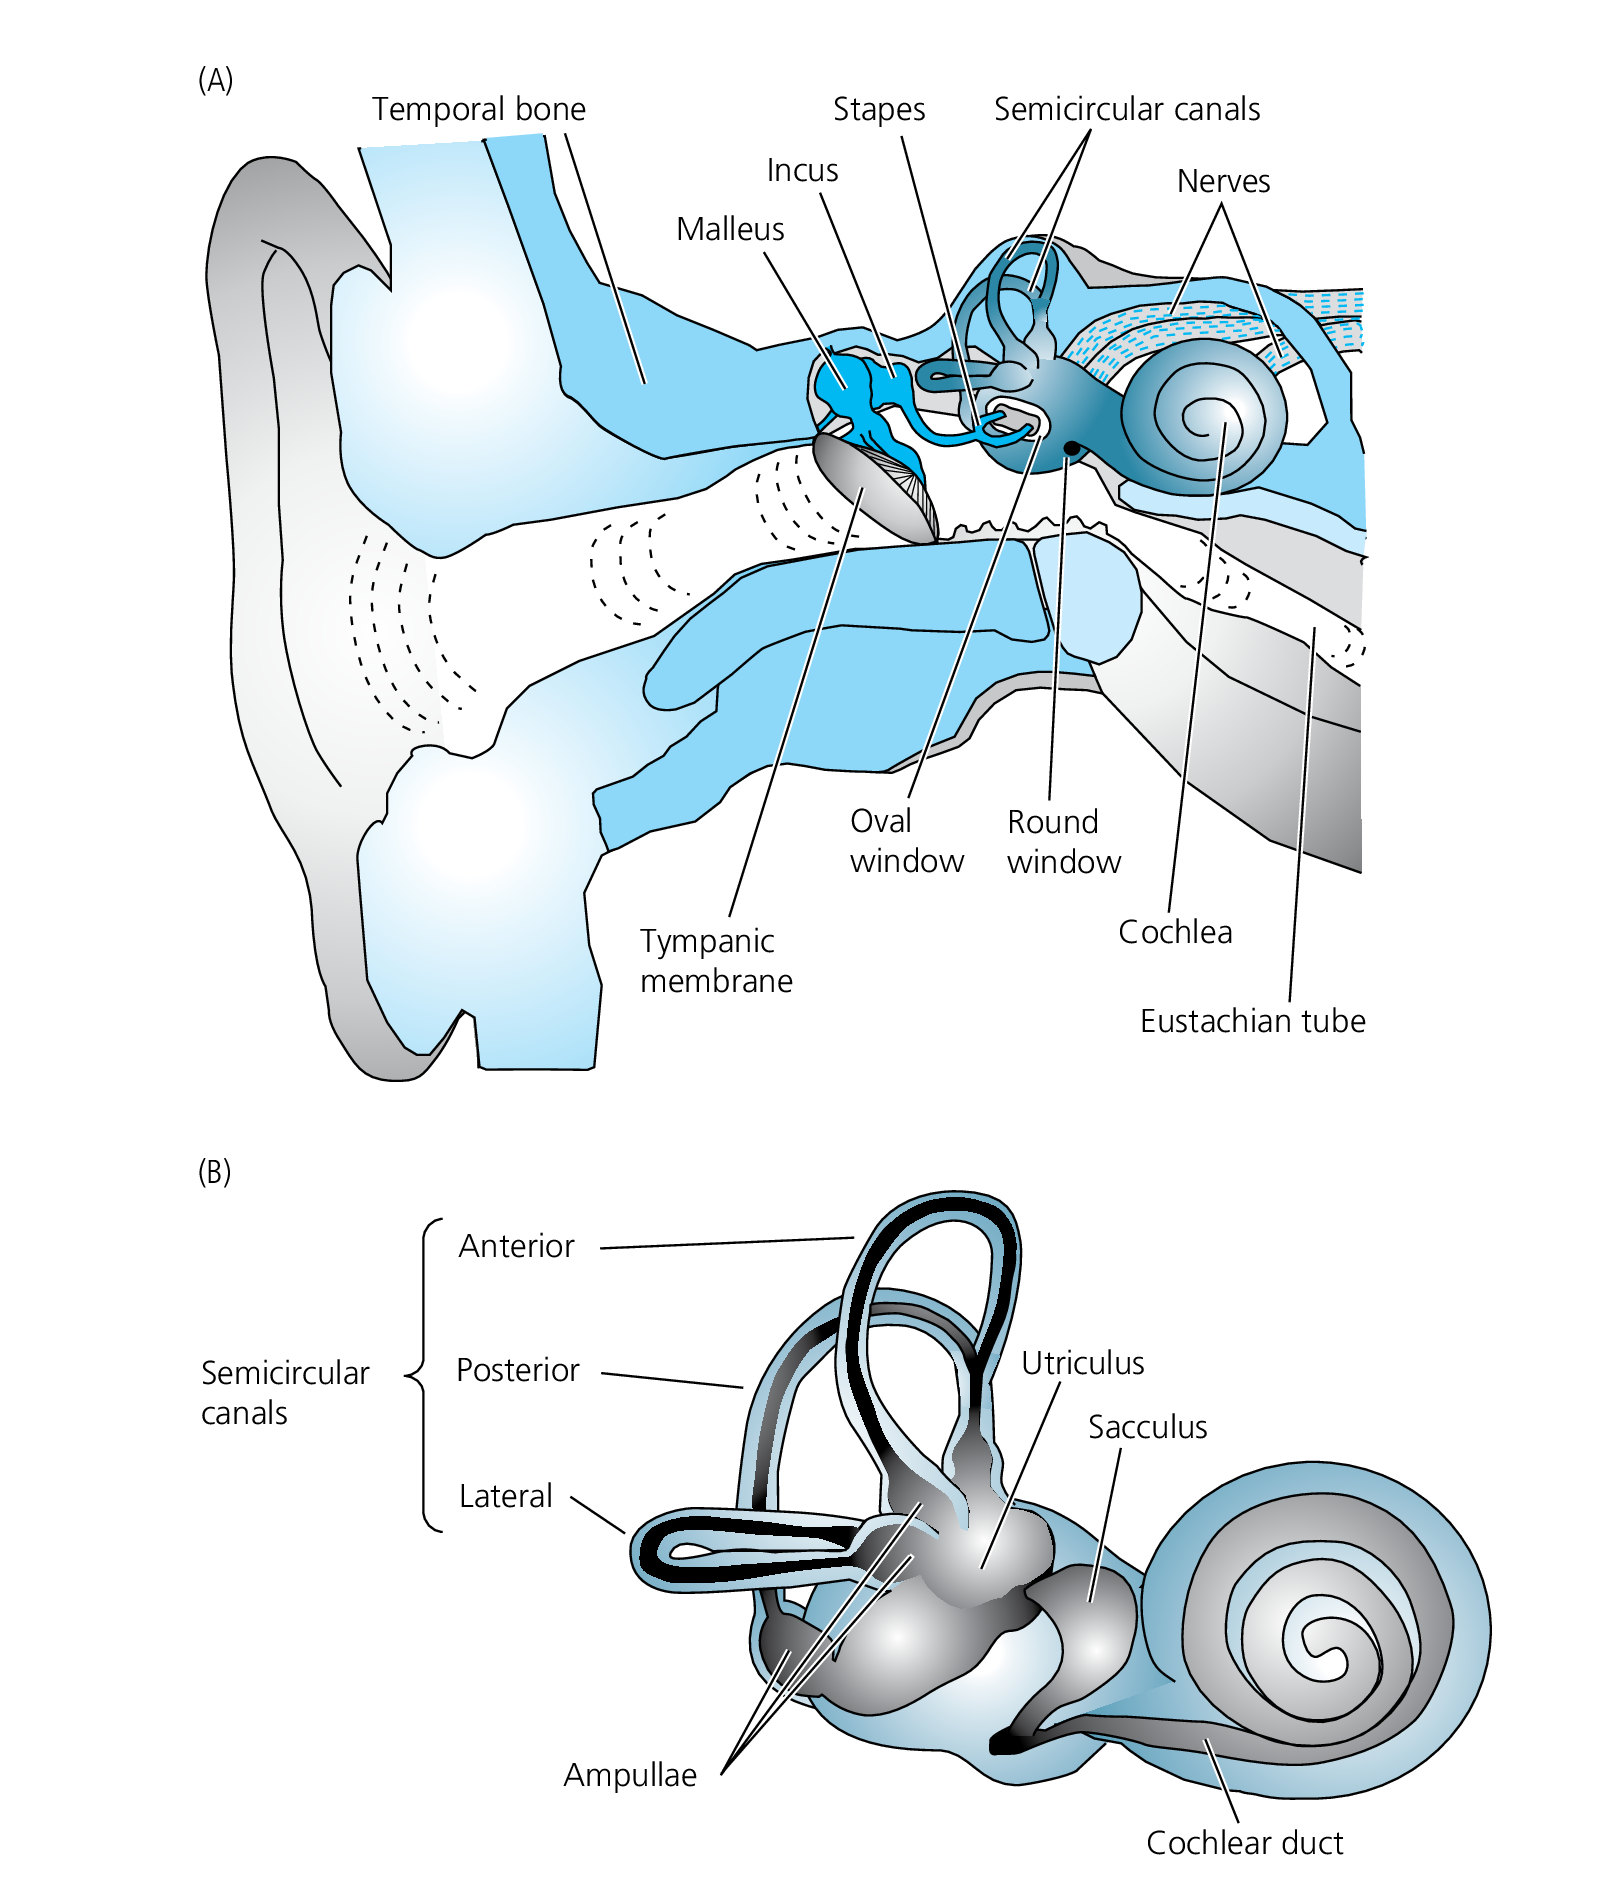 (A)
Temporal bone
Stapes
Semicircular canals
Incus
Nerves
Malleus
Oval
window
Round
window
Cochlea
Tympanic
membrane
Eustachian tube
(B)
Anterior
Posterior
Utriculus
Semicircular
canals
Sacculus
Lateral
Ampullae
Cochlear duct